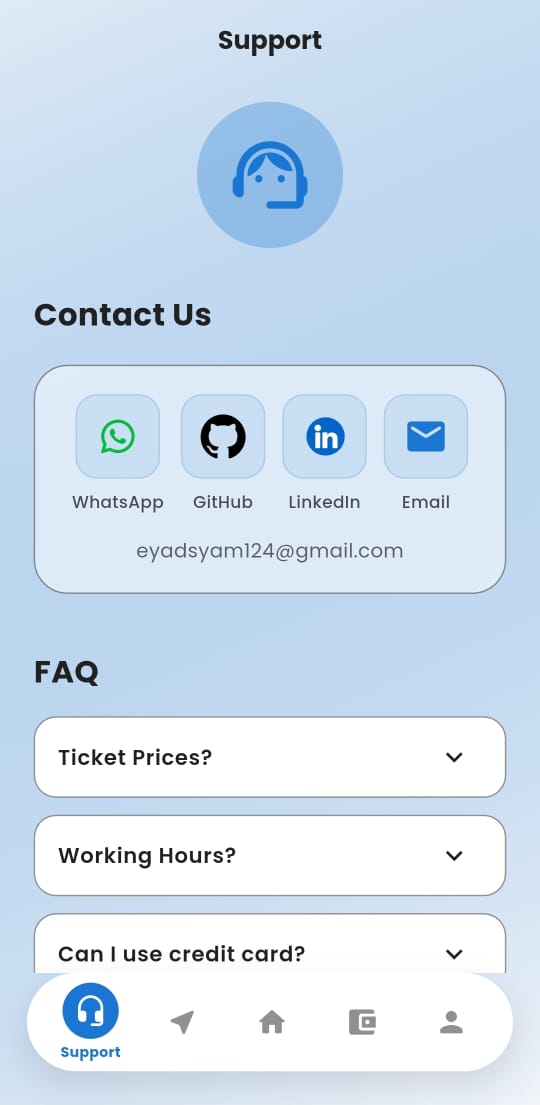 Support
Contact Us
WhatsApp GitHub LinkedIn Email
eyadsyam124@gmail.com
FAQ
Ticket Prices?
Working Hours?
Can I use credit card?
Support